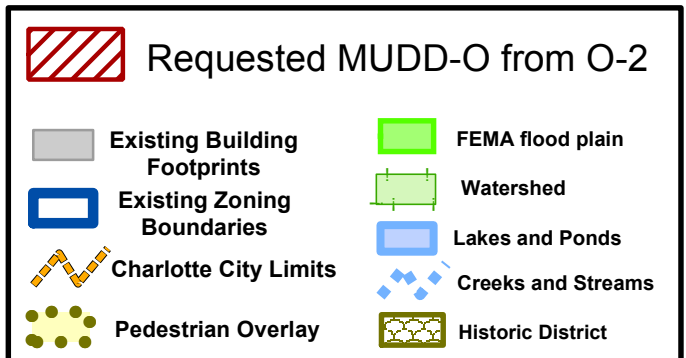 Requested MUDD-O from O-2
Existing Building
Footprints
Existing Zoning
Boundaries
Charlotte City Limits
Pedestrian Overlay
FEMA flood plain
Watershed
Lakes and Ponds
Creeks and Streams
Historic District